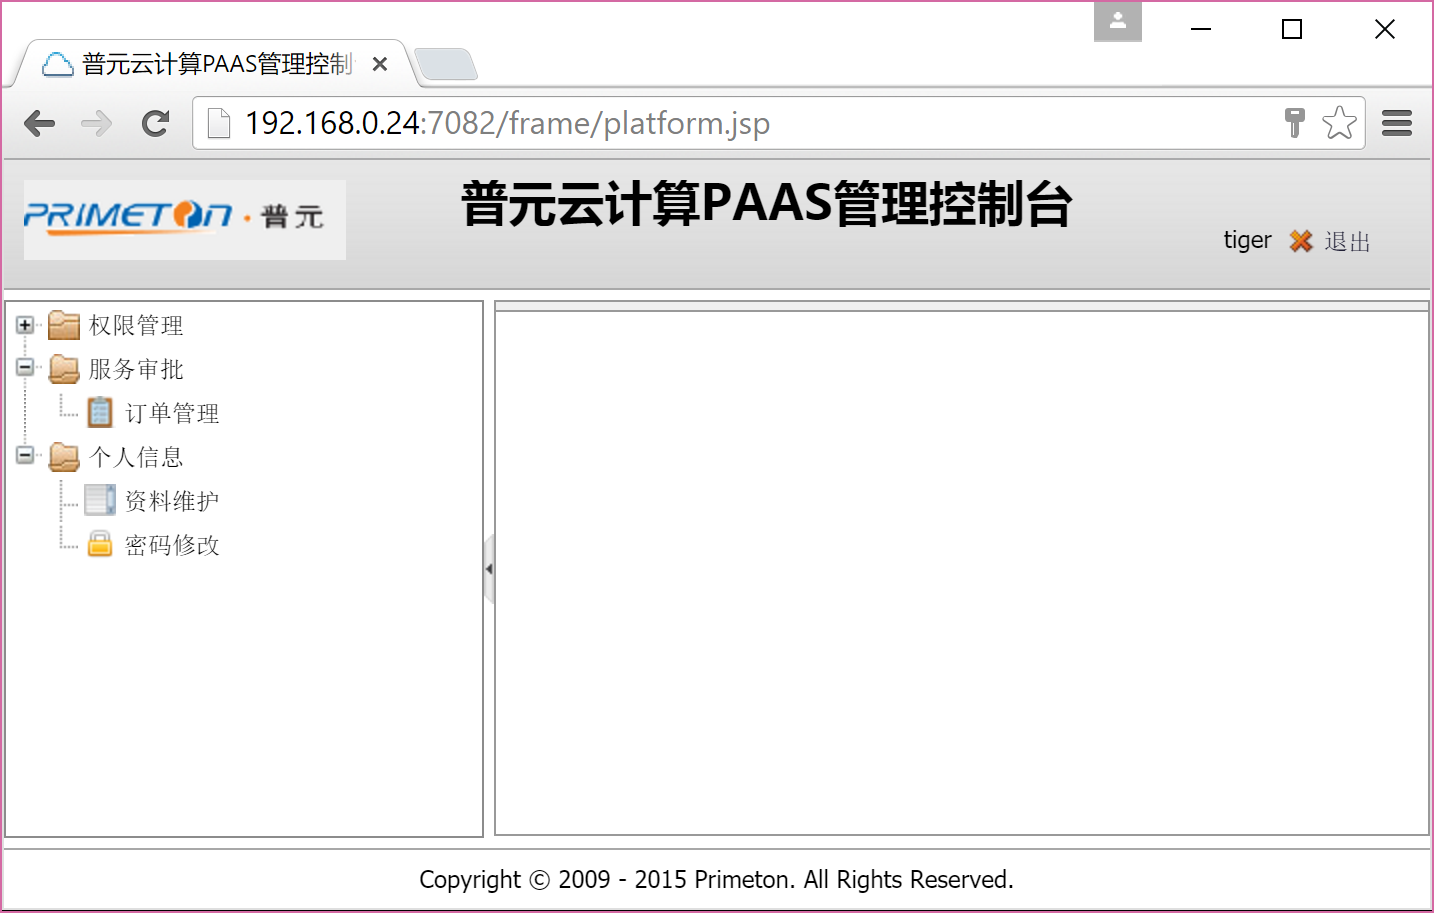 普元云计算PAAS管理控制
192.168.0.24:7082/frame/platform.jsp
PRIMETON·普元
普元云计算PAAS管理控制台
tiger 退出
权限管理
服务审批
订单管理
个人信息
资料维护
密码修改
Copyright © 2009 - 2015 Primeton. All Rights Reserved.